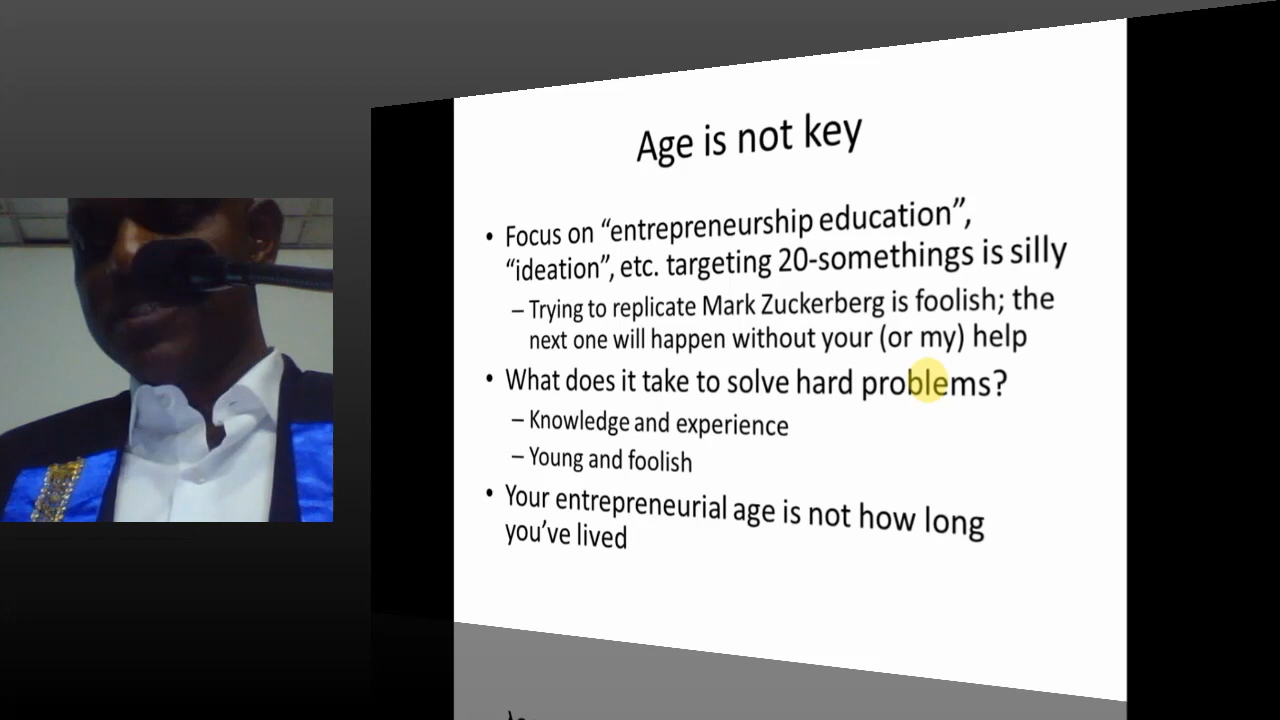 Age is not key
• Focus on “entrepreneurship education”,
“ideation”, etc. targeting 20-somethings is silly
– Trying to replicate Mark Zuckerberg is foolish; the
next one will happen without your (or my) help
• What does it take to solve hard problems?
– Knowledge and experience
– Young and foolish
• Your entrepreneurial age is not how long
you’ve lived